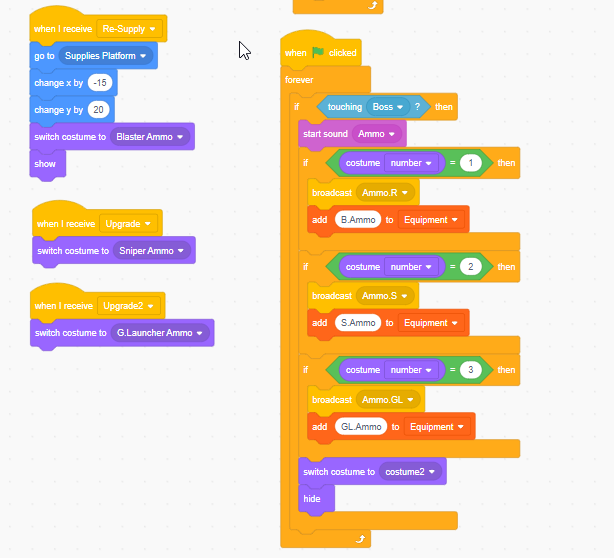 when I receive Re-Supply
go to Supplies Platform
change x by -15
change y by 20
switch costume to Blaster Ammo
show
when I receive Upgrade
switch costume to Sniper Ammo
when I receive Upgrade2
switch costume to G.Launcher Ammo
when clicked
forever
if touching Boss ? then
start sound Ammo
if costume number = 1 then
broadcast Ammo.R
add B.Ammo to Equipment
if costume number = 2 then
broadcast Ammo.S
add S.Ammo to Equipment
if costume number = 3 then
broadcast Ammo.GL
add GL.Ammo to Equipment
switch costume to costume2
hide